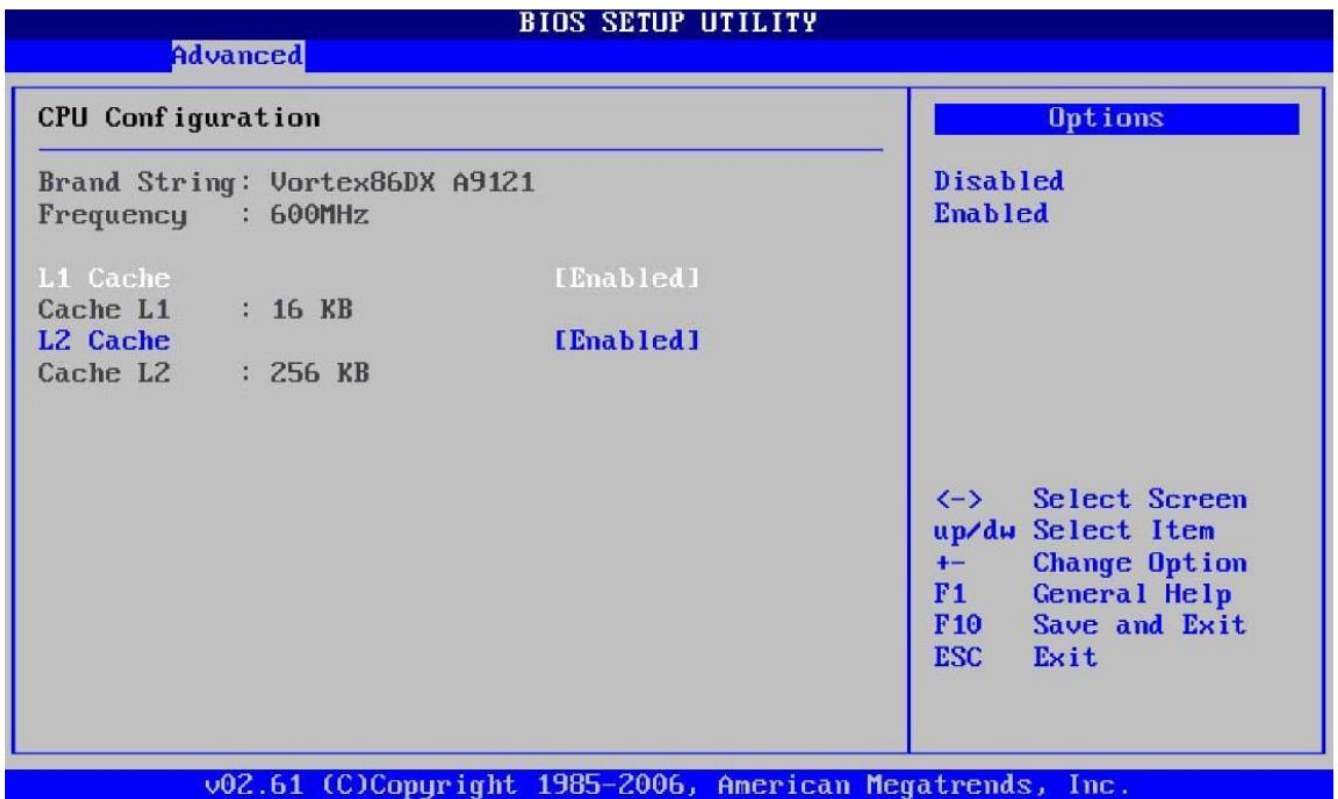 BIOS SETUP UTILITY
Advanced
CPU Configuration
Brand String: Vortex86DX A9121
Frequency : 600MHz
L1 Cache [Enabled]
Cache L1 : 16 KB
L2 Cache [Enabled]
Cache L2 : 256 KB
Options
Disabled
Enabled
<-> Select Screen
up/dw Select Item
+- Change Option
F1 General Help
F10 Save and Exit
ESC Exit
v02.61 (C)Copyright 1985-2006, American Megatrends, Inc.